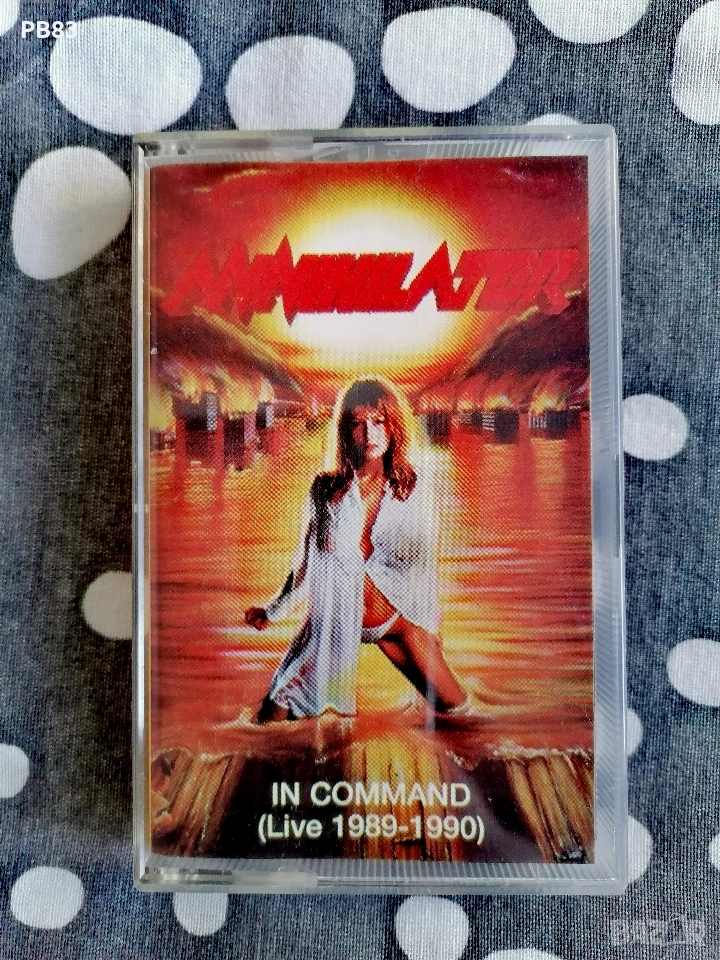 PB83
ANNIHILATOR
IN COMMAND
(Live 1989-1990)
BAZAR